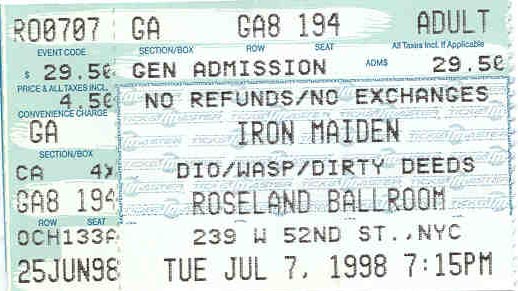 RO0707 GA GA8 194 ADULT
EVENT CODE SECTION/BOX ROW SEAT All Taxes Incl. If Applicable
$ 29.50 GEN ADMISSION ADM$ 29.50
PRICE & ALL TAXES INCL.
4.50 NO REFUNDS/NO EXCHANGES
CONVENIENCE CHARGE
GA IRON MAIDEN
SECTION/BOX
CA 4X DIO/WASP/DIRTY DEEDS
GA8 194 ROSELAND BALLROOM
ROW SEAT
OCH133A 239 W 52ND ST.,NYC
25JUN98 TUE JUL 7, 1998 7:15PM